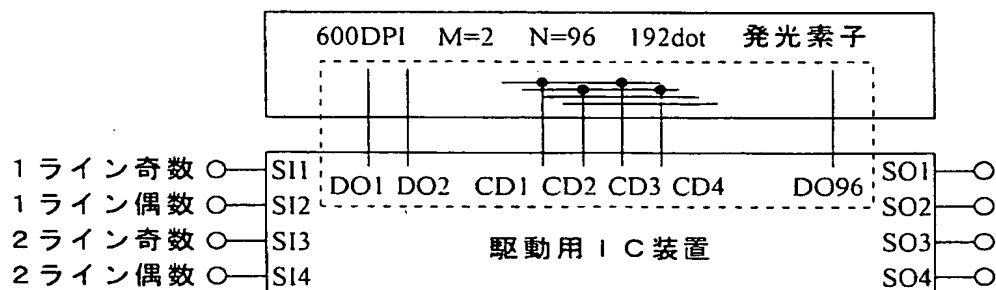 600DPI M=2 N=96 192dot 発光素子
1ライン奇数 SI1 DO1 DO2 CD1 CD2 CD3 CD4 DO96 SO1
1ライン偶数 SI2 SO2
2ライン奇数 SI3 駆動用IC装置 SO3
2ライン偶数 SI4 SO4